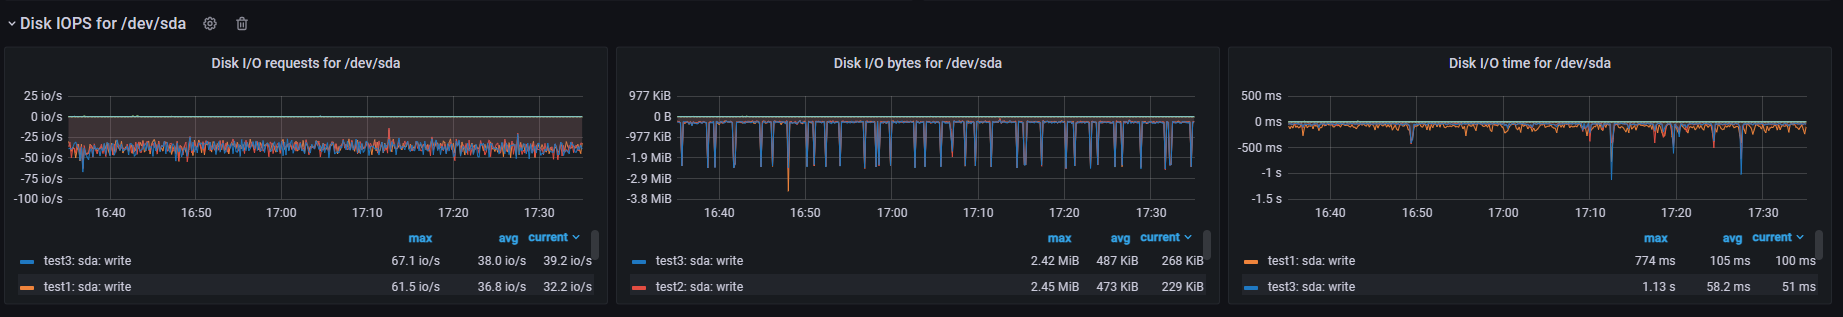 Disk IOPS for /dev/sda
Disk I/O requests for /dev/sda
25 io/s
0 io/s
-25 io/s
-50 io/s
-75 io/s
-100 io/s
16:40 16:50 17:00 17:10 17:20 17:30
max avg current
test3: sda: write 67.1 io/s 38.0 io/s 39.2 io/s
test1: sda: write 61.5 io/s 36.8 io/s 32.2 io/s
Disk I/O bytes for /dev/sda
977 KiB
0 B
-977 KiB
-1.9 MiB
-2.9 MiB
-3.8 MiB
16:40 16:50 17:00 17:10 17:20 17:30
max avg current
test3: sda: write 2.42 MiB 487 KiB 268 KiB
test2: sda: write 2.45 MiB 473 KiB 229 KiB
Disk I/O time for /dev/sda
500 ms
0 ms
-500 ms
-1 s
-1.5 s
16:40 16:50 17:00 17:10 17:20 17:30
max avg current
test1: sda: write 774 ms 105 ms 100 ms
test3: sda: write 1.13 s 58.2 ms 51 ms